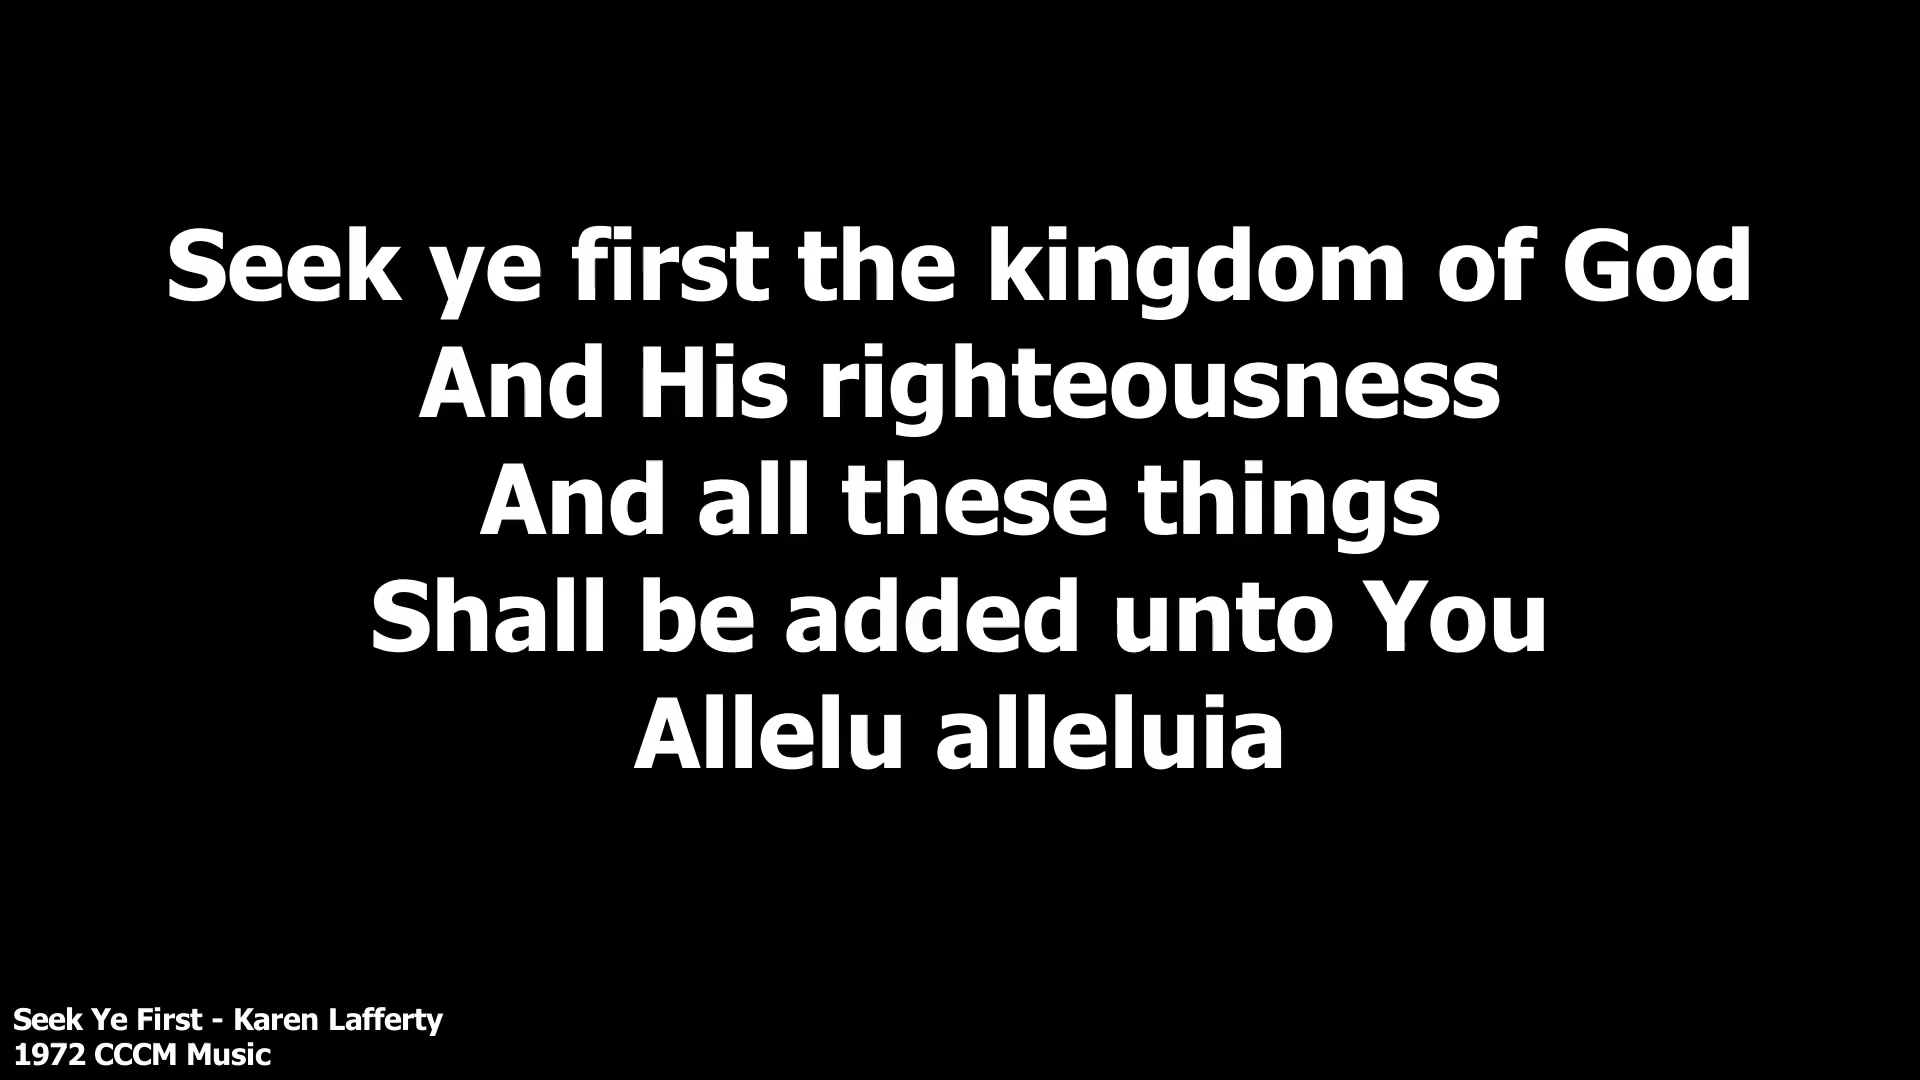 Seek ye first the kingdom of God
And His righteousness
And all these things
Shall be added unto You
Allelu alleluia
Seek Ye First - Karen Lafferty
1972 CCCM Music